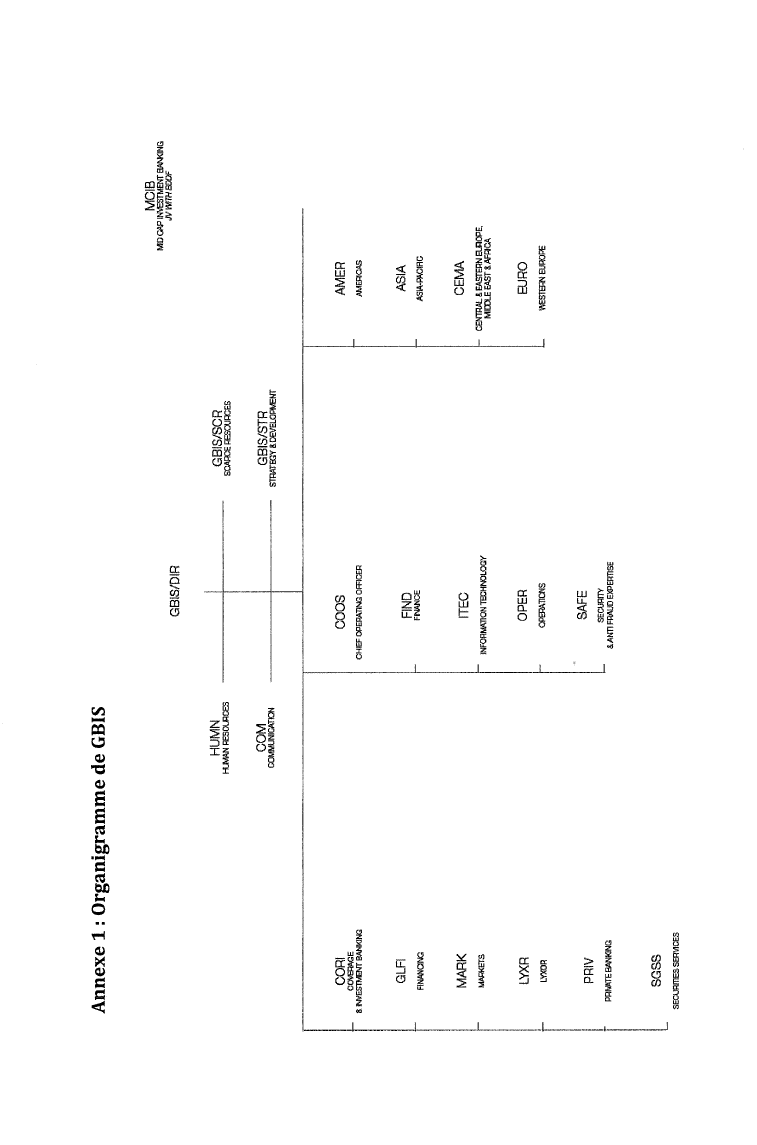 Annexe 1 : Organigramme de GBIS
GBIS/DIR
MCIB
MID CAP INVESTMENT BANKING
JV WITH BDDF
HUMN
HUMAN RESOURCES
GBIS/SCR
SCARCE RESOURCES
COM
COMMUNICATION
GBIS/STR
STRATEGY & DEVELOPMENT
CORI
COVERAGE
& INVESTMENT BANKING
GLFI
FINANCING
MARK
MARKETS
LYXR
LYXOR
PRIV
PRIVATE BANKING
SGSS
SECURITIES SERVICES
COOS
CHIEF OPERATING OFFICER
FIND
FINANCE
ITEC
INFORMATION TECHNOLOGY
OPER
OPERATIONS
SAFE
SECURITY
& ANTI FRAUD EXPERTISE
AMER
AMERICAS
ASIA
ASIA-PACIFIC
CEMA
CENTRAL & EASTERN EUROPE,
MIDDLE EAST & AFRICA
EURO
WESTERN EUROPE